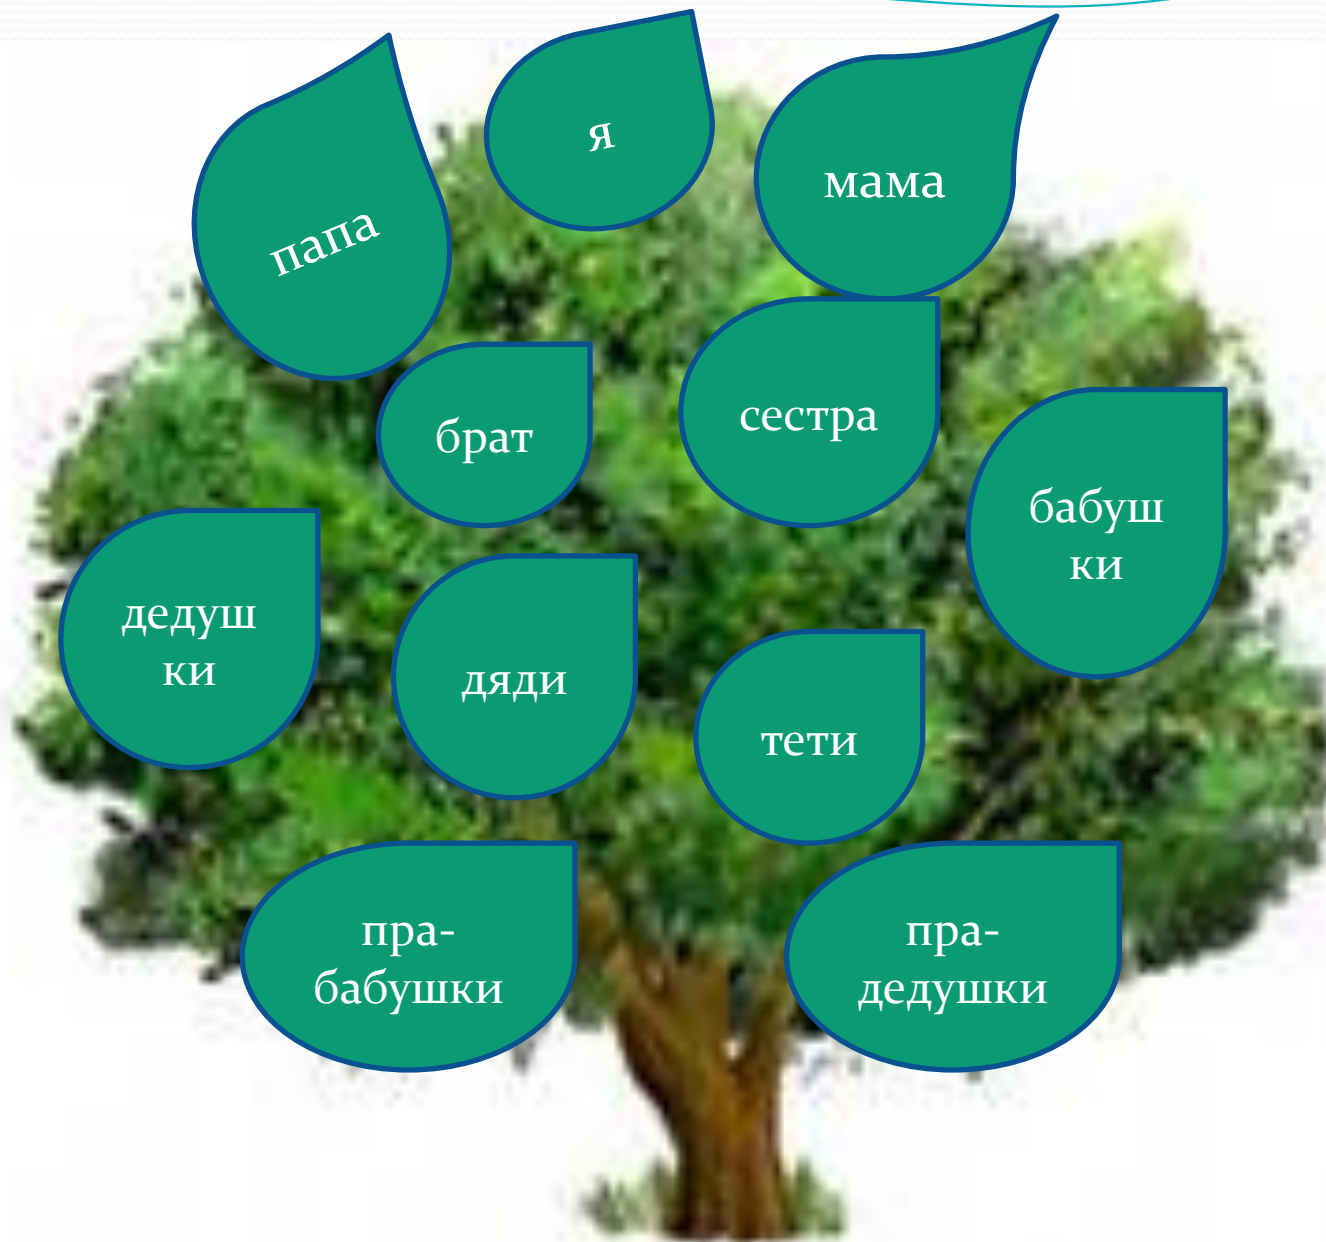 я
папа
мама
брат
сестра
бабуш
ки
дедуш
ки
дяди
тети
пра-
бабушки
пра-
дедушки